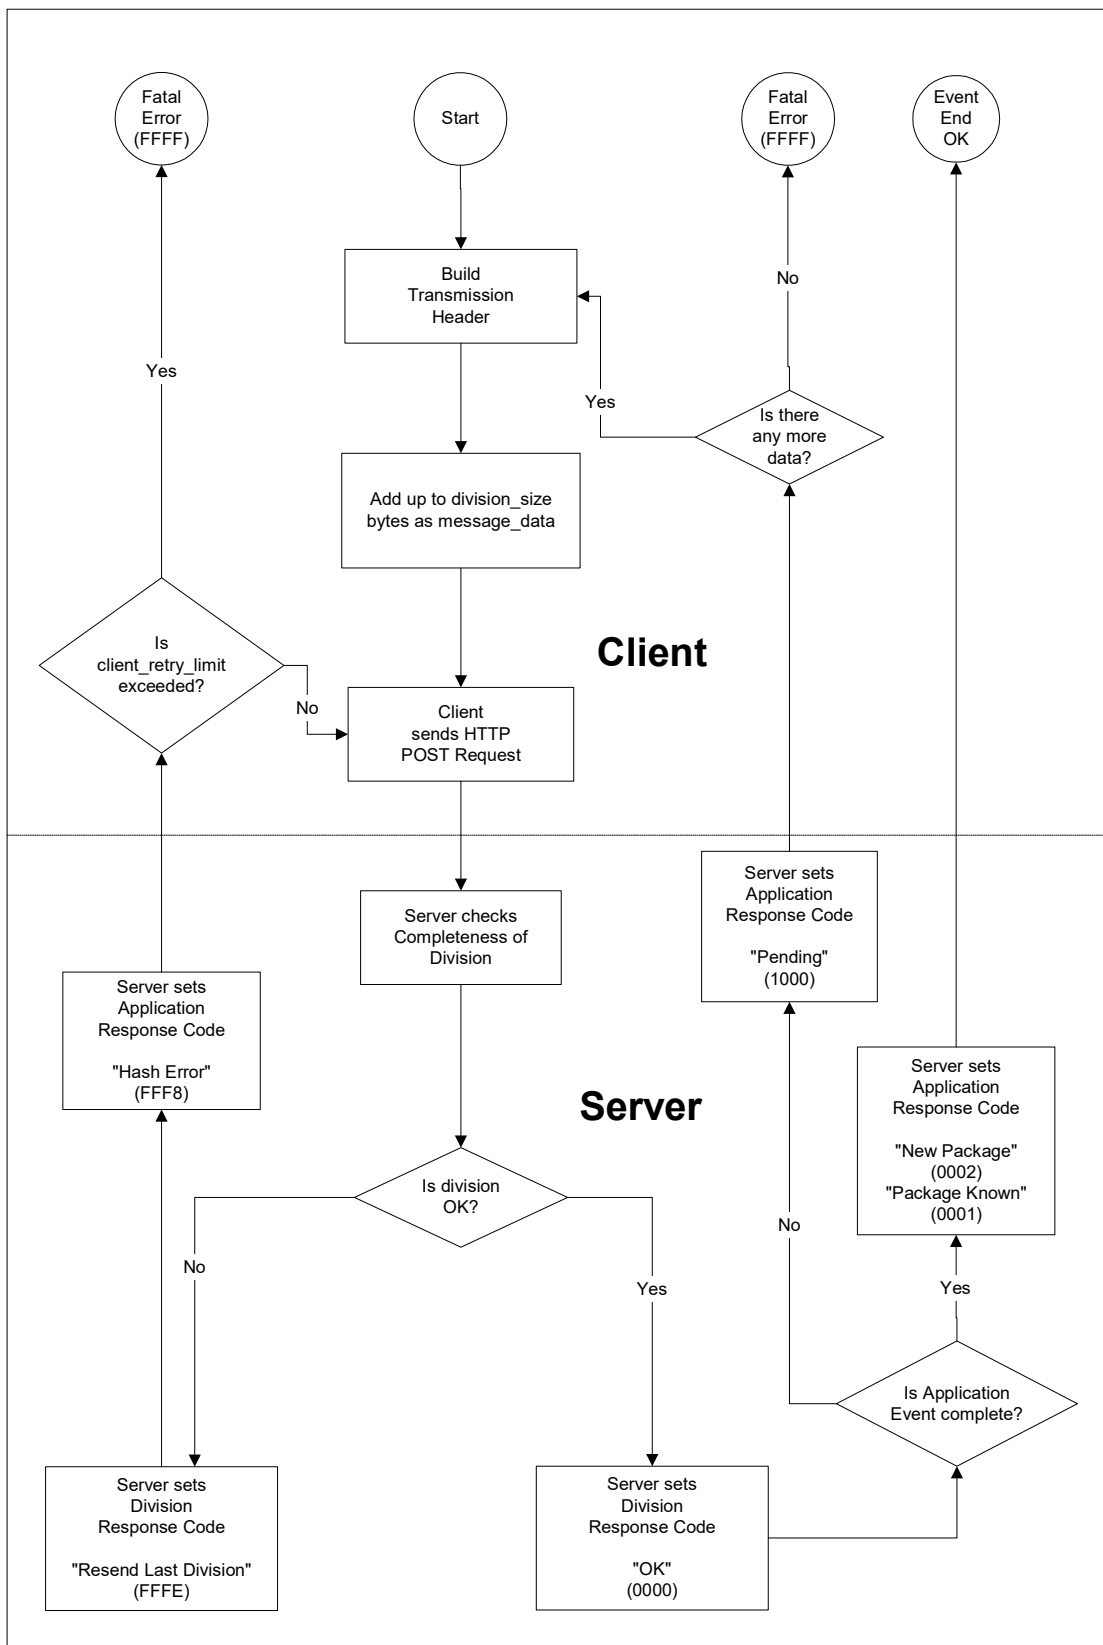 Fatal
Error
(FFFF)
Start
Fatal
Error
(FFFF)
Event
End
OK
Build
Transmission
Header
No
Yes
Yes
Is there
any more
data?
Add up to division_size
bytes as message_data
Is
client_retry_limit
exceeded?
Client
No
Client
sends HTTP
POST Request
Server sets
Application
Response Code
"Pending"
(1000)
Server checks
Completeness of
Division
Server sets
Application
Response Code
"Hash Error"
(FFF8)
Server
Server sets
Application
Response Code
"New Package"
(0002)
"Package Known"
(0001)
Is division
OK?
No
No
Yes
Yes
Is Application
Event complete?
Server sets
Division
Response Code
"Resend Last Division"
(FFFE)
Server sets
Division
Response Code
"OK"
(0000)